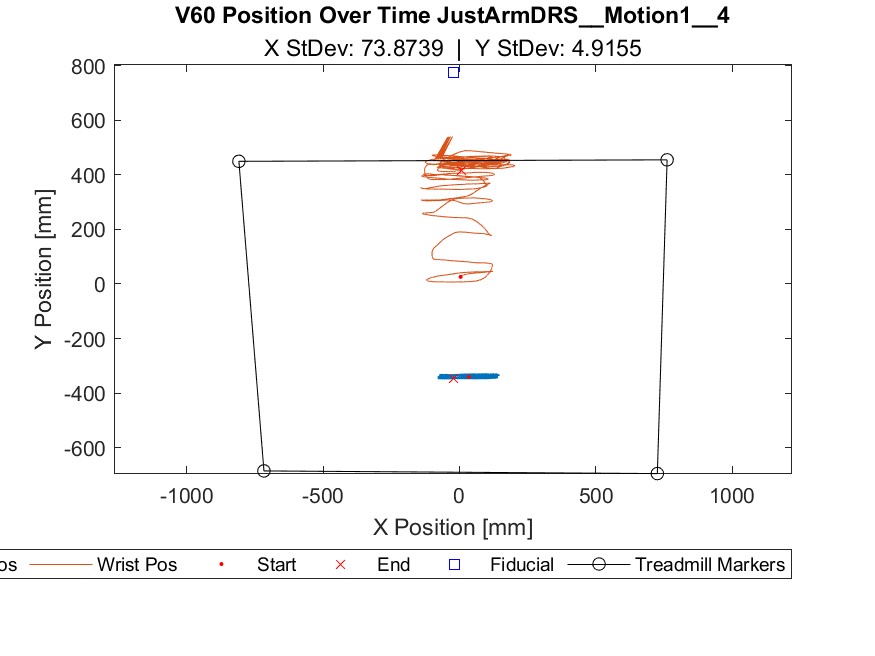 V60 Position Over Time JustArmDRS__Motion1__4
X StDev: 73.8739 | Y StDev: 4.9155
800
600
400
200
0
-200
-400
-600
Y Position [mm]
-1000 -500 0 500 1000
X Position [mm]
os Wrist Pos Start End Fiducial Treadmill Markers